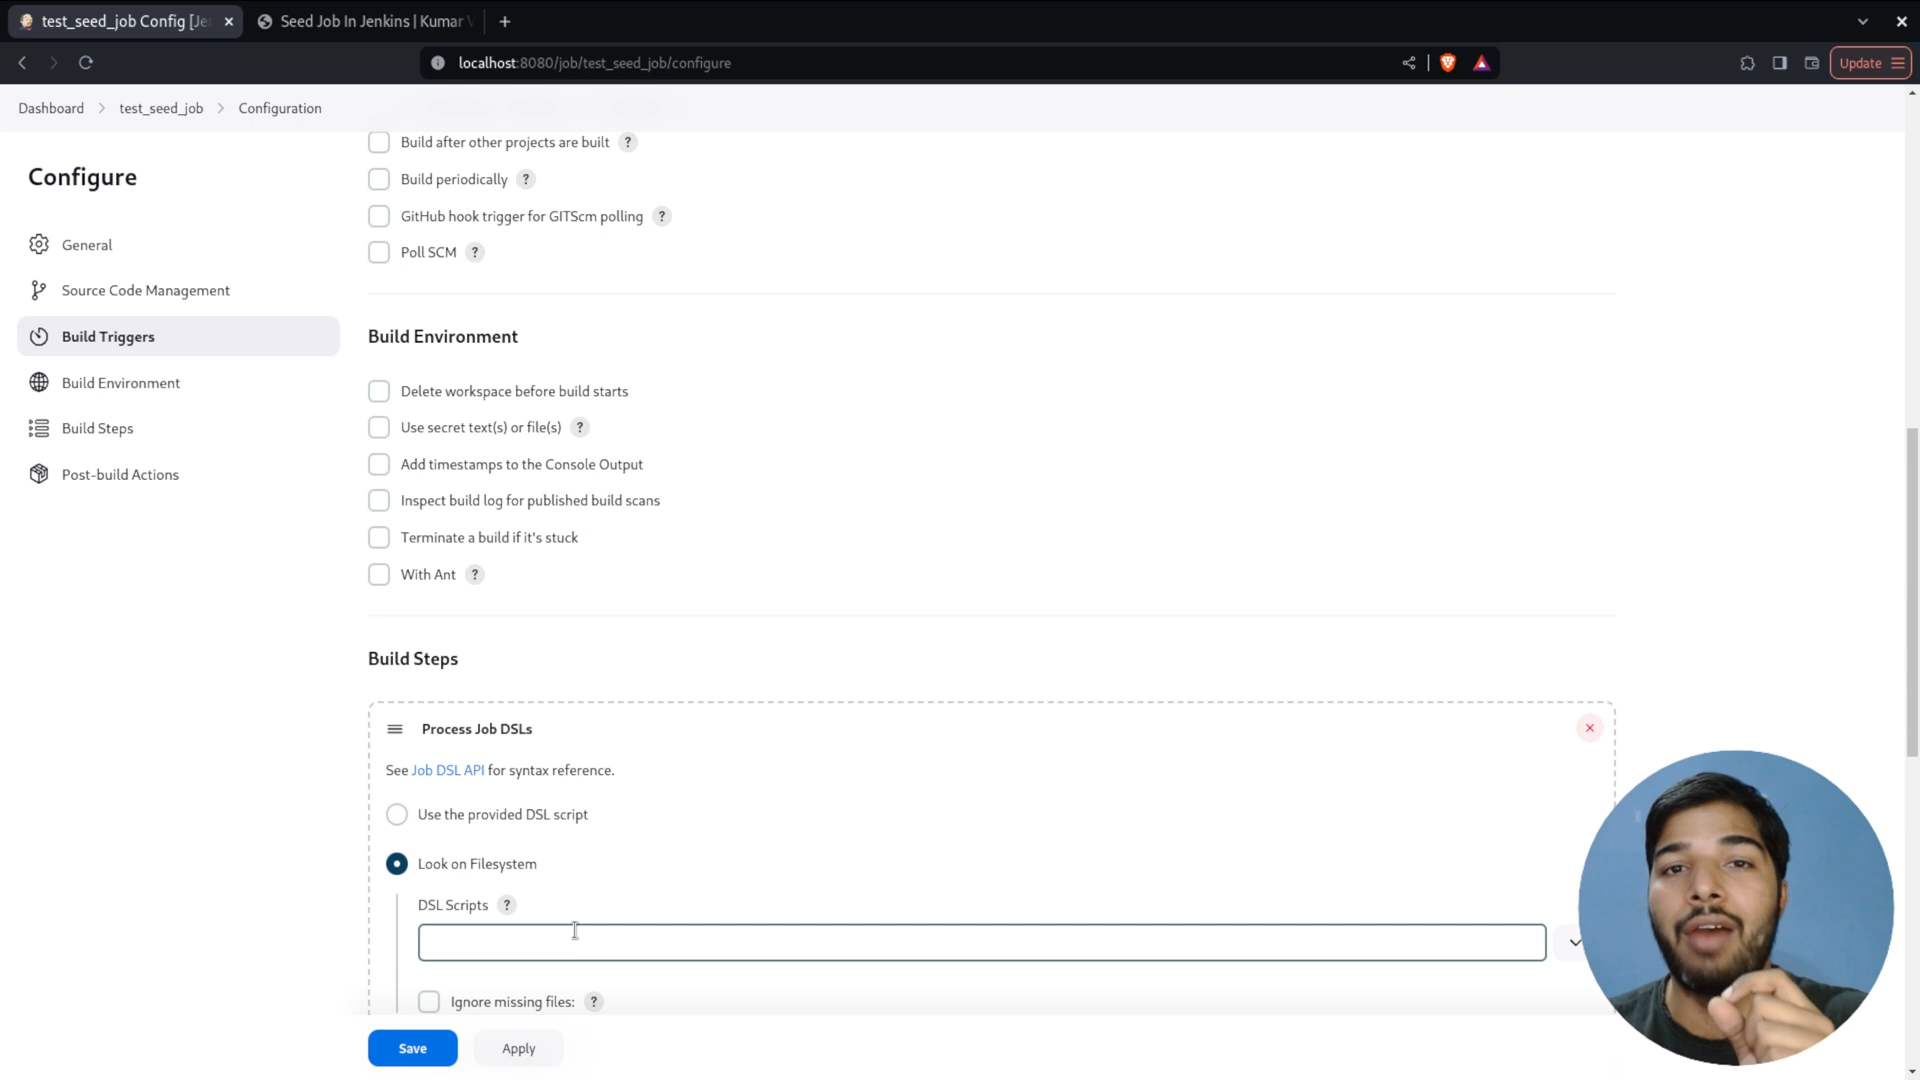 test_seed_job Config [Je
Seed Job In Jenkins | Kumar V
localhost:8080/job/test_seed_job/configure
Update
Dashboard
test_seed_job
Configuration
Configure
General
Source Code Management
Build Triggers
Build Environment
Build Steps
Post-build Actions
Build after other projects are built ?
Build periodically ?
GitHub hook trigger for GITScm polling ?
Poll SCM ?
Build Environment
Delete workspace before build starts
Use secret text(s) or file(s) ?
Add timestamps to the Console Output
Inspect build log for published build scans
Terminate a build if it's stuck
With Ant ?
Build Steps
Process Job DSLs
See Job DSL API for syntax reference.
Use the provided DSL script
Look on Filesystem
DSL Scripts ?
Ignore missing files: ?
Save
Apply